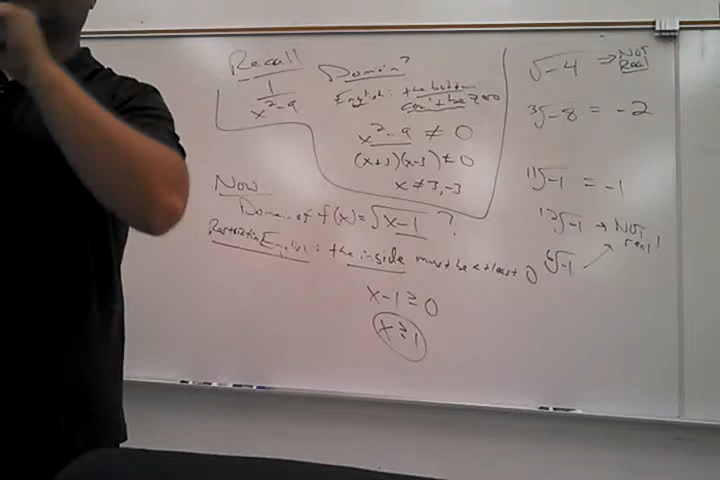 Recall
1
x²-9
Domain?
English: the bottom
can't be zero
x²-9 ≠ 0
(x+3)(x-3) ≠ 0
x ≠ 3, -3
Now
Domain of f(x) = √x-1 ?
Restriction English: the inside must be at least 0
x-1 ≥ 0
x ≥ 1
√-4 ⇒ Not Real
³√-8 = -2
¹¹√-1 = -1
¹²√-1 → Not real!
⁶√-1